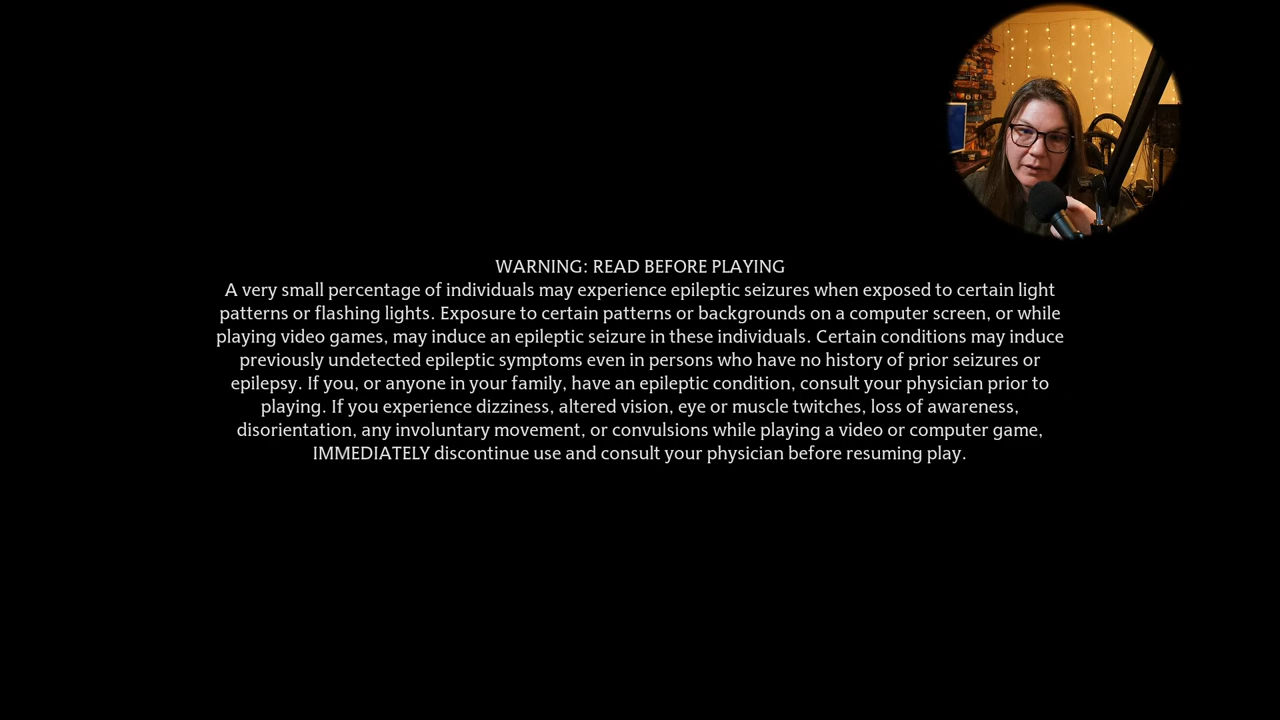 WARNING: READ BEFORE PLAYING
A very small percentage of individuals may experience epileptic seizures when exposed to certain light
patterns or flashing lights. Exposure to certain patterns or backgrounds on a computer screen, or while
playing video games, may induce an epileptic seizure in these individuals. Certain conditions may induce
previously undetected epileptic symptoms even in persons who have no history of prior seizures or
epilepsy. If you, or anyone in your family, have an epileptic condition, consult your physician prior to
playing. If you experience dizziness, altered vision, eye or muscle twitches, loss of awareness,
disorientation, any involuntary movement, or convulsions while playing a video or computer game,
IMMEDIATELY discontinue use and consult your physician before resuming play.